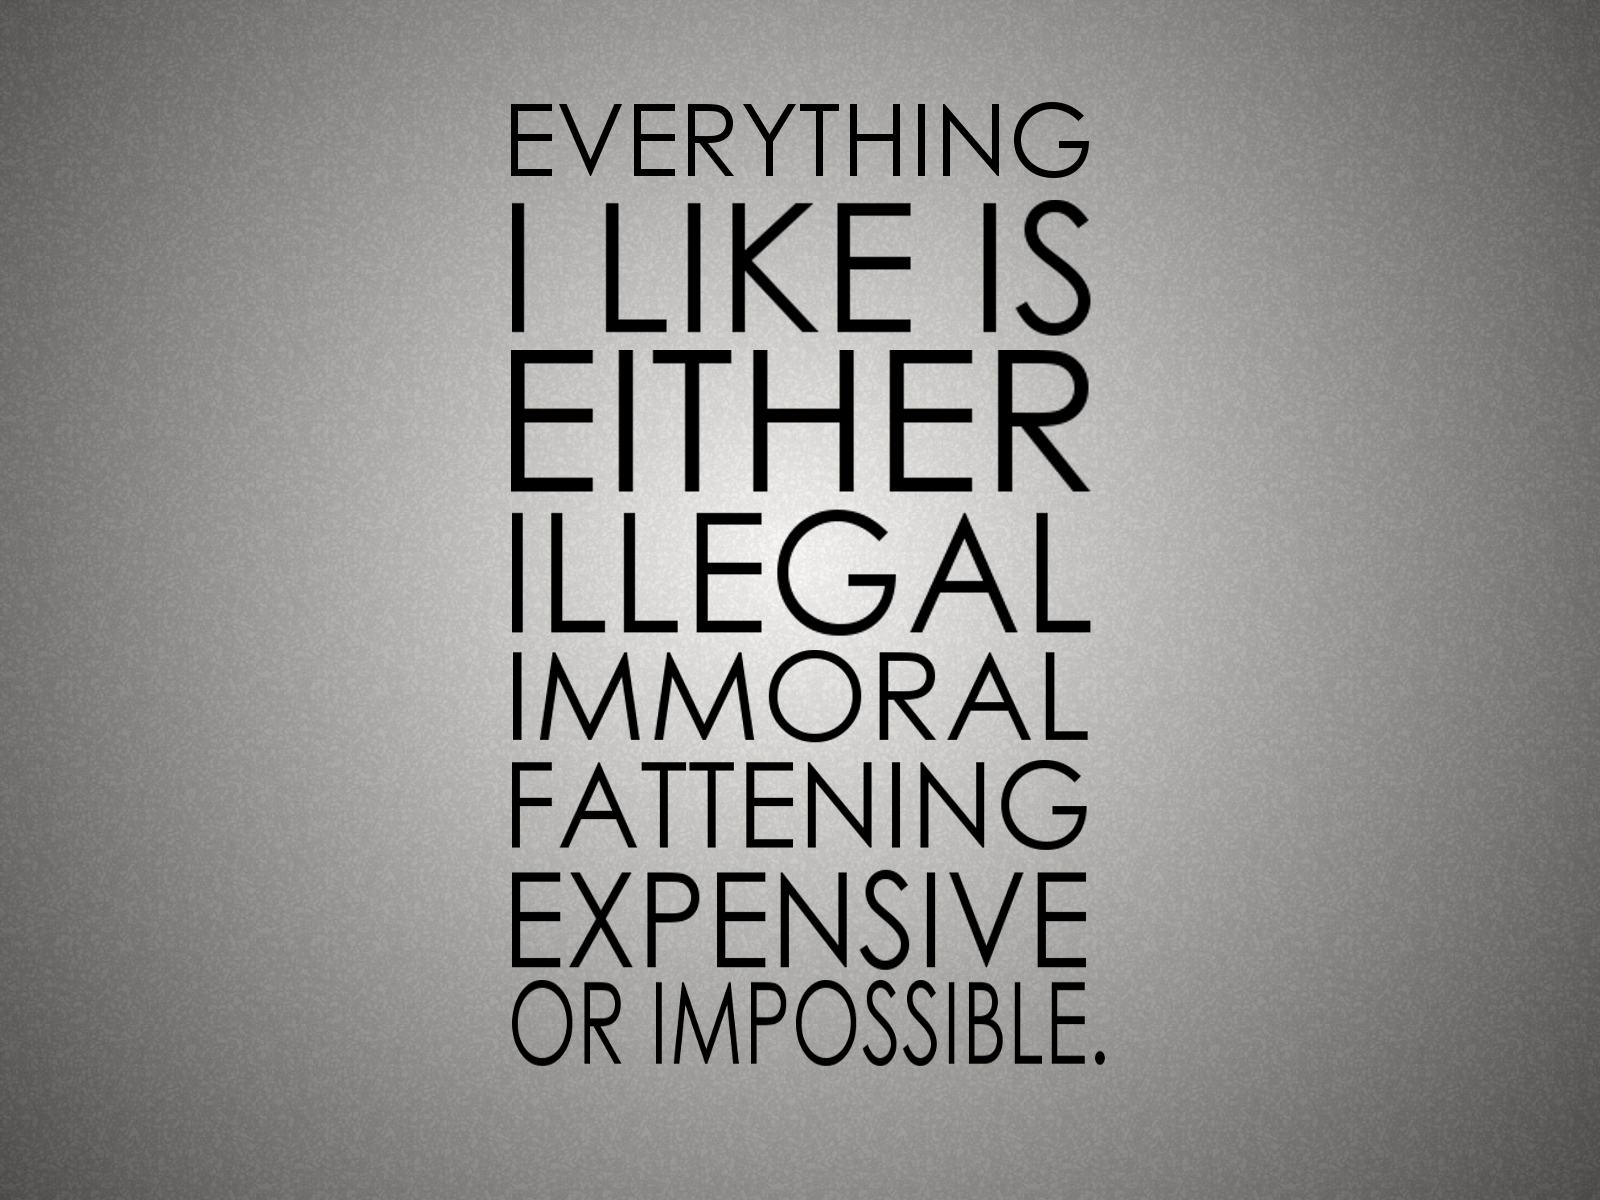 EVERYTHING
I LIKE IS
EITHER
ILLEGAL
IMMORAL
FATTENING
EXPENSIVE
OR IMPOSSIBLE.